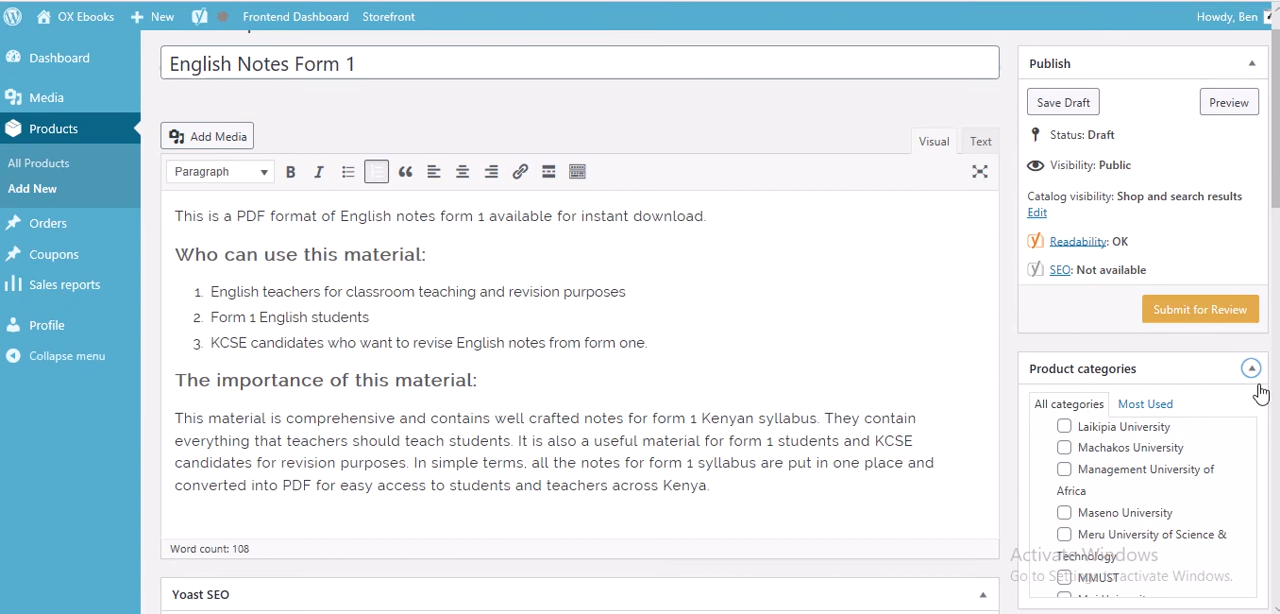 OX Ebooks
New
Frontend Dashboard
Storefront
Howdy, Ben
Dashboard
Media
Products
All Products
Add New
Orders
Coupons
Sales reports
Profile
Collapse menu
English Notes Form 1
Add Media
Visual
Text
Paragraph
B
I
This is a PDF format of English notes form 1 available for instant download.
Who can use this material:
1. English teachers for classroom teaching and revision purposes
2. Form 1 English students
3. KCSE candidates who want to revise English notes from form one.
The importance of this material:
This material is comprehensive and contains well crafted notes for form 1 Kenyan syllabus. They contain
everything that teachers should teach students. It is also a useful material for form 1 students and KCSE
candidates for revision purposes. In simple terms, all the notes for form 1 syllabus are put in one place and
converted into PDF for easy access to students and teachers across Kenya.
Word count: 108
Yoast SEO
Publish
Save Draft
Preview
Status: Draft
Visibility: Public
Catalog visibility: Shop and search results
Edit
Readability: OK
SEO: Not available
Submit for Review
Product categories
All categories
Most Used
Laikipia University
Machakos University
Management University of
Africa
Maseno University
Meru University of Science &
Technology
MMUST
Activate Windows
Go to Settings to activate Windows.